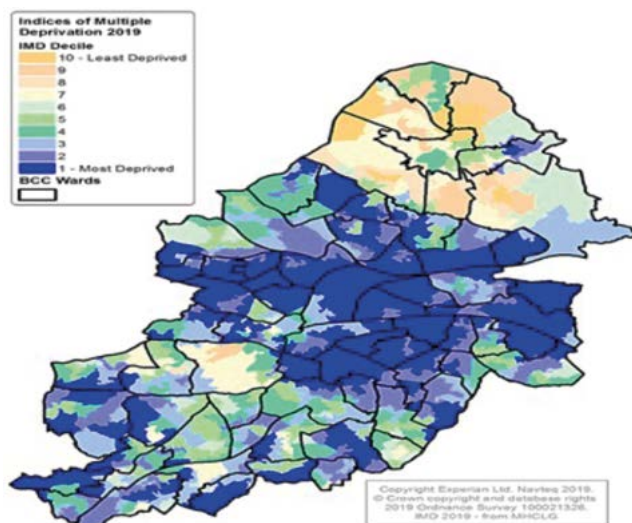 Indices of Multiple
Deprivation 2019
IMD Decile
10 - Least Deprived
9
8
7
6
5
4
3
2
1 - Most Deprived
BCC Wards
Copyright Experian Ltd. Navteq 2019.
© Crown copyright and database rights
2019 Ordnance Survey 100021326.
IMD 2019 - from MHCLG